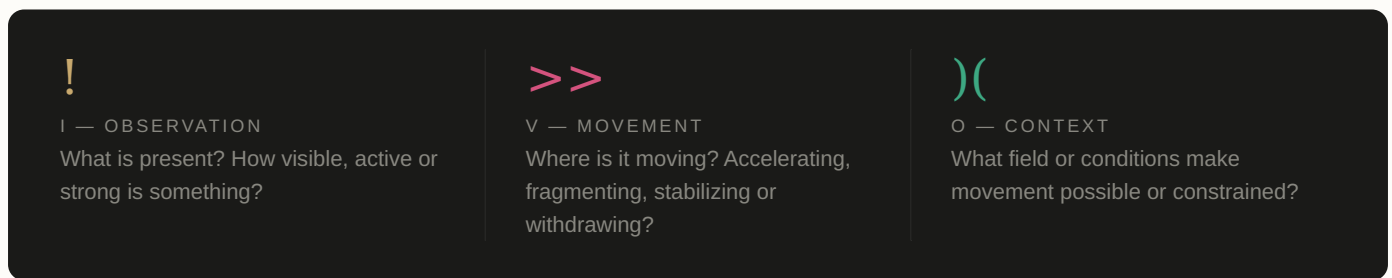 !
I — OBSERVATION
What is present? How visible, active or
strong is something?
>>
V — MOVEMENT
Where is it moving? Accelerating,
fragmenting, stabilizing or
withdrawing?
)(
O — CONTEXT
What field or conditions make
movement possible or constrained?